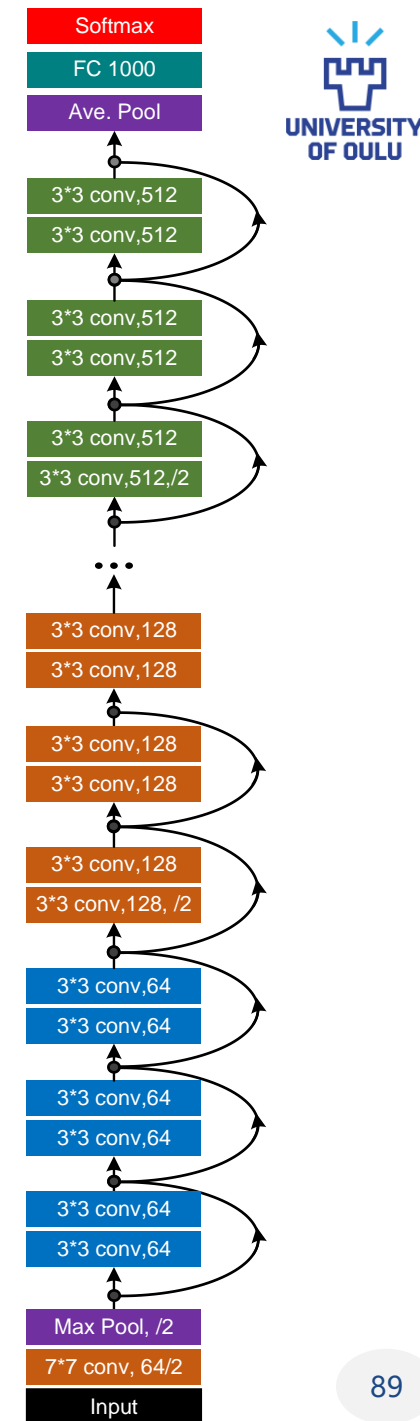 Softmax
FC 1000
Ave. Pool
UNIVERSITY
OF OULU
3*3 conv,512
3*3 conv,512
3*3 conv,512
3*3 conv,512
3*3 conv,512
3*3 conv,512,/2
...
3*3 conv,128
3*3 conv,128
3*3 conv,128
3*3 conv,128
3*3 conv,128
3*3 conv,128, /2
3*3 conv,64
3*3 conv,64
3*3 conv,64
3*3 conv,64
3*3 conv,64
3*3 conv,64
Max Pool, /2
7*7 conv, 64/2
Input
89